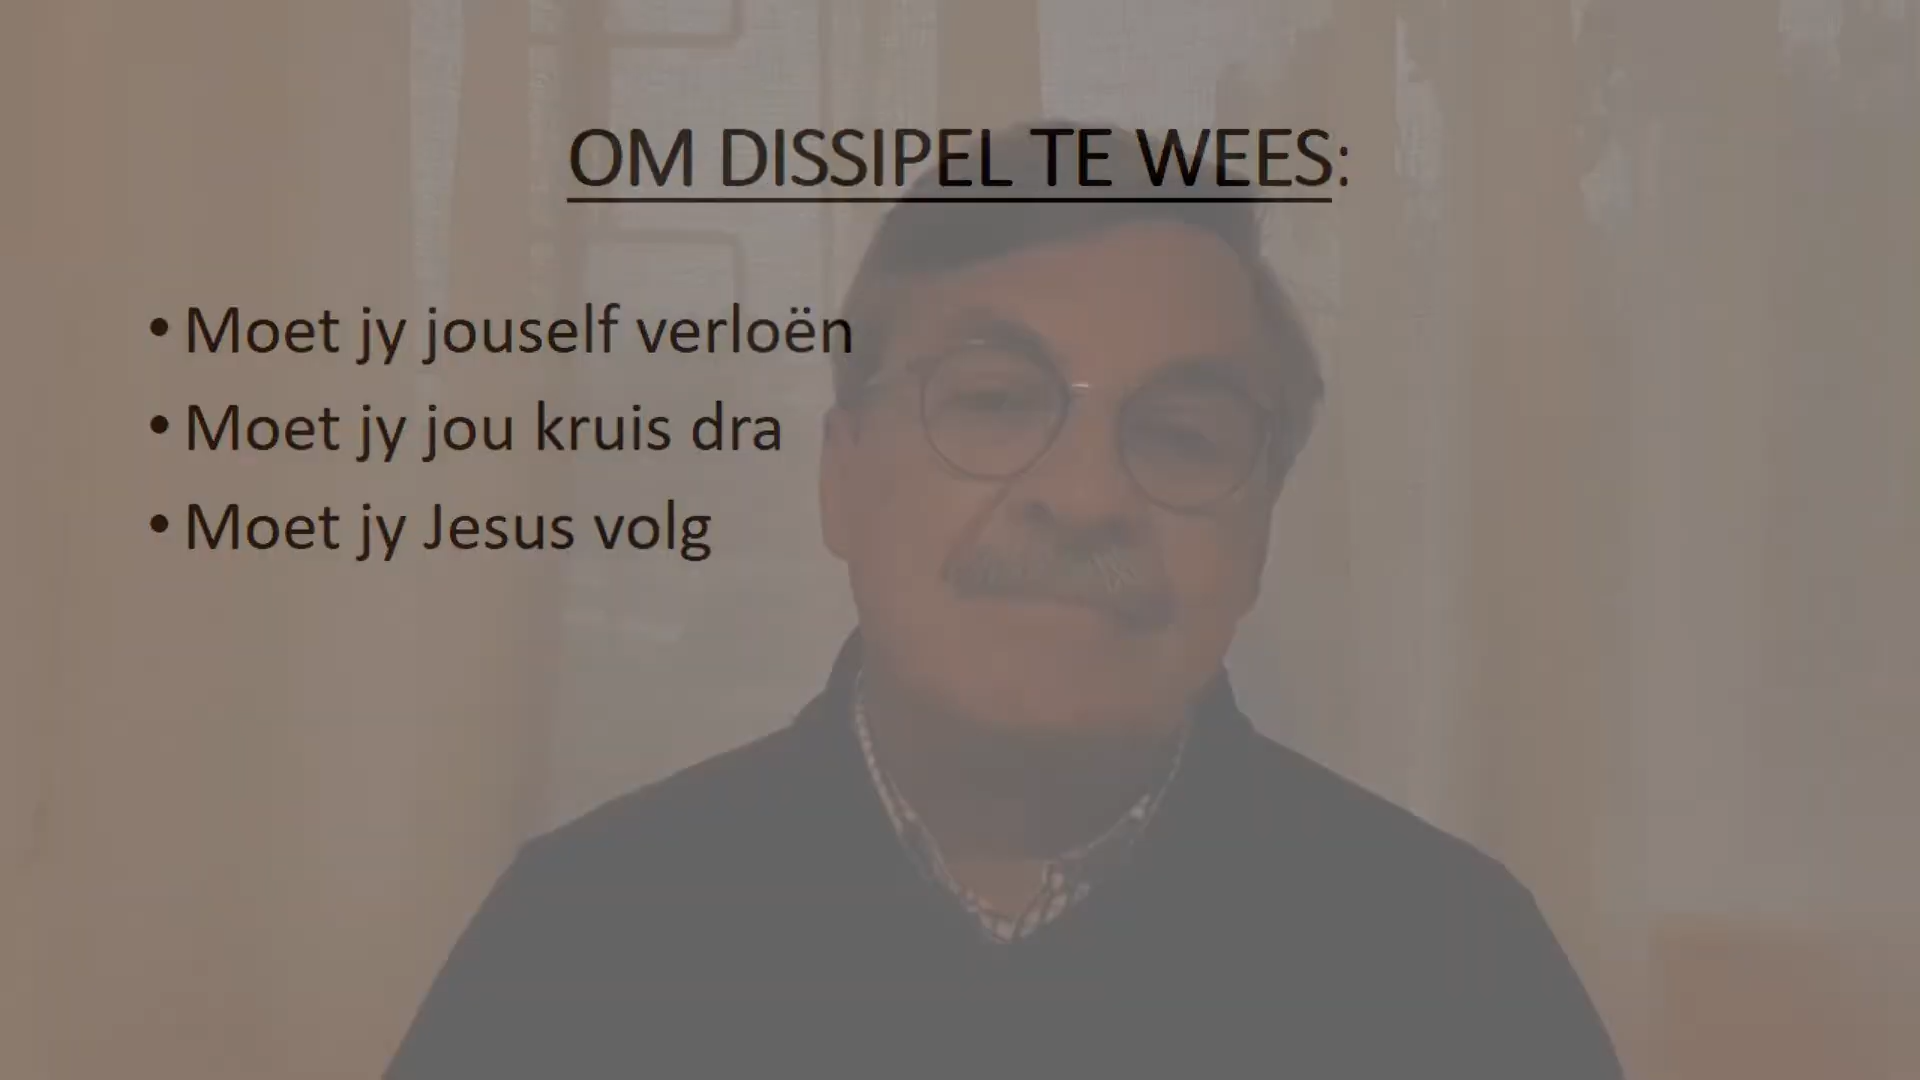 OM DISSIPEL TE WEES:
• Moet jy jouself verloën
• Moet jy jou kruis dra
• Moet jy Jesus volg